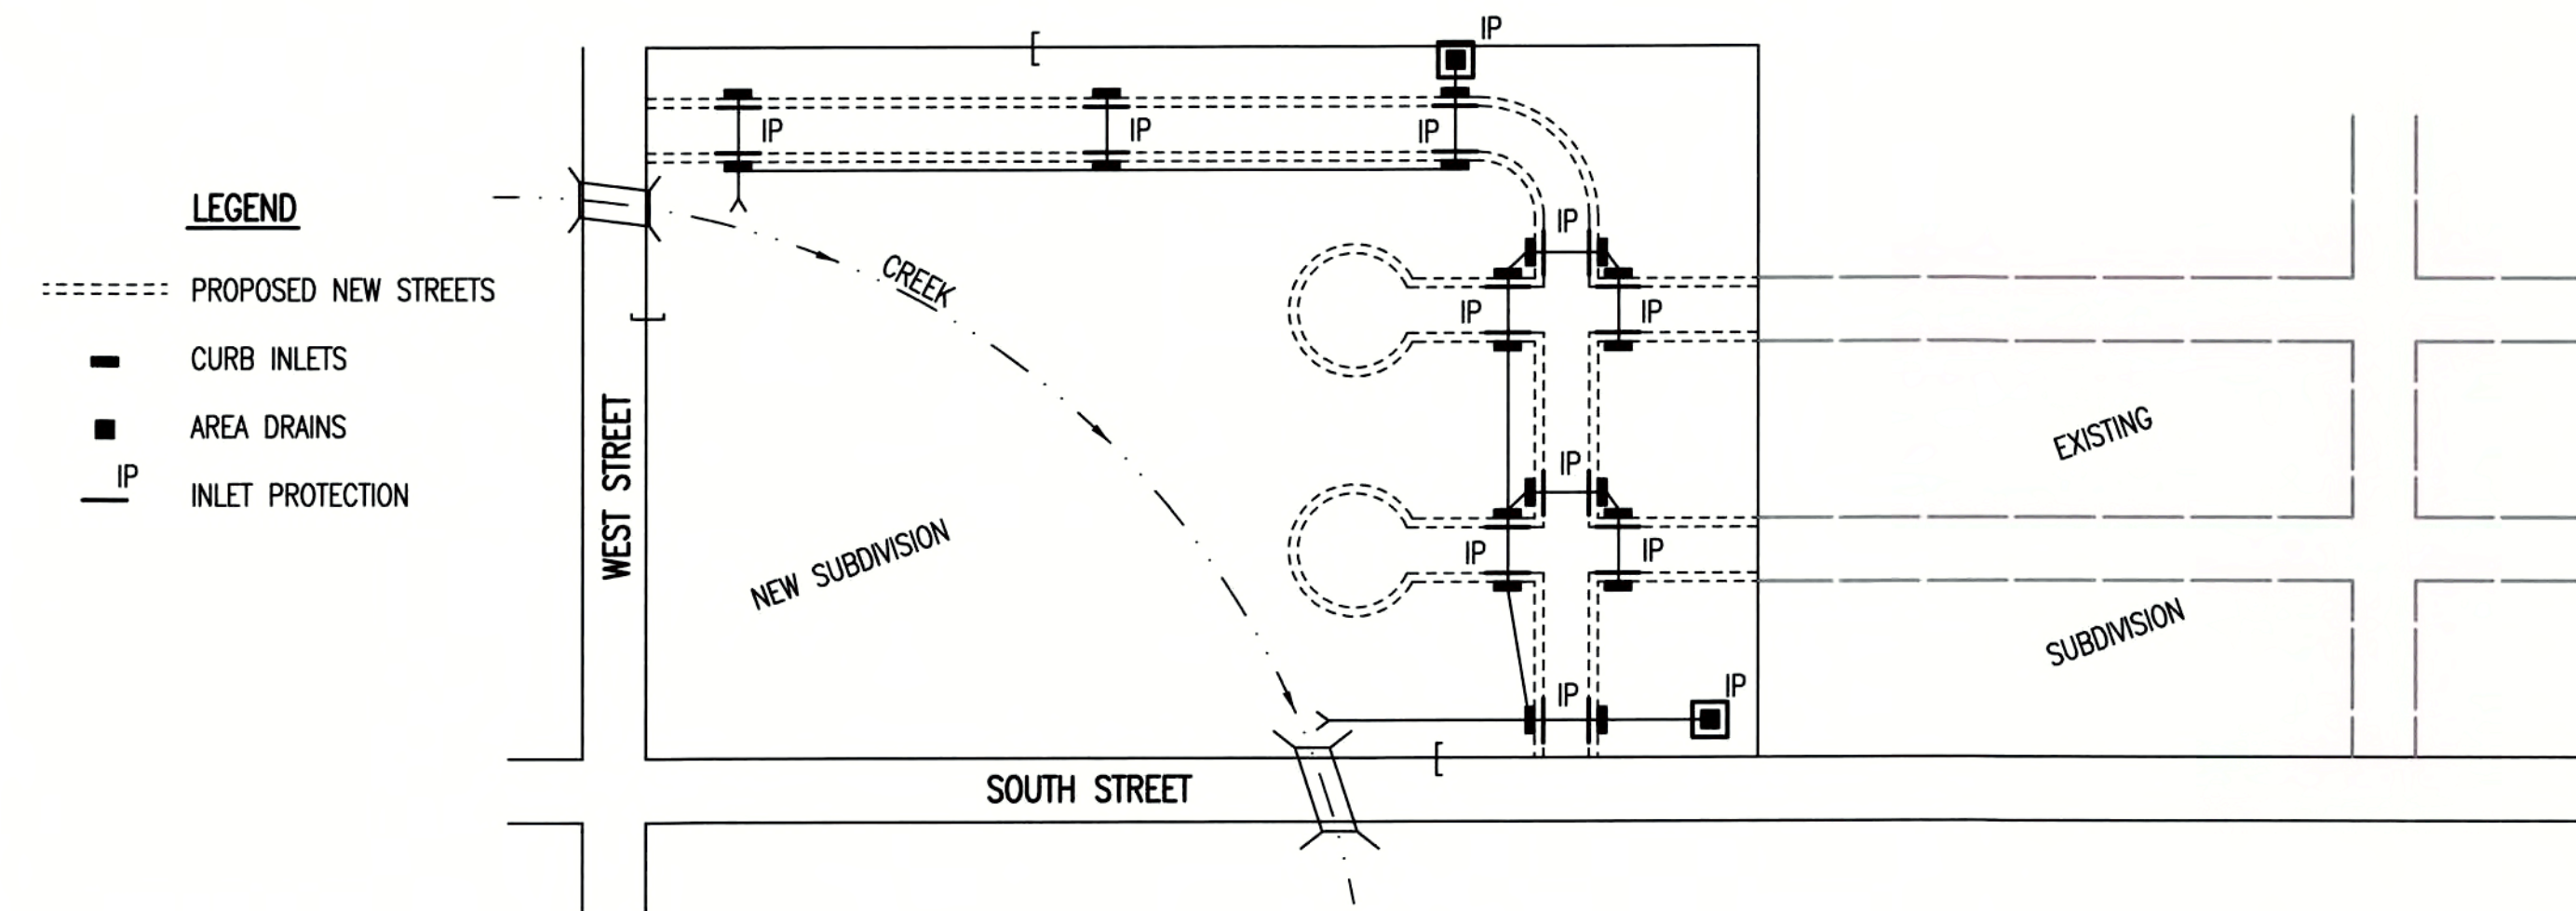 IP
IP
IP
IP
LEGEND
IP
CREEK
PROPOSED NEW STREETS
IP
IP
CURB INLETS
AREA DRAINS
EXISTING
WEST STREET
IP
IP
INLET PROTECTION
NEW SUBDIVISION
IP
IP
SUBDIVISION
IP
IP
SOUTH STREET